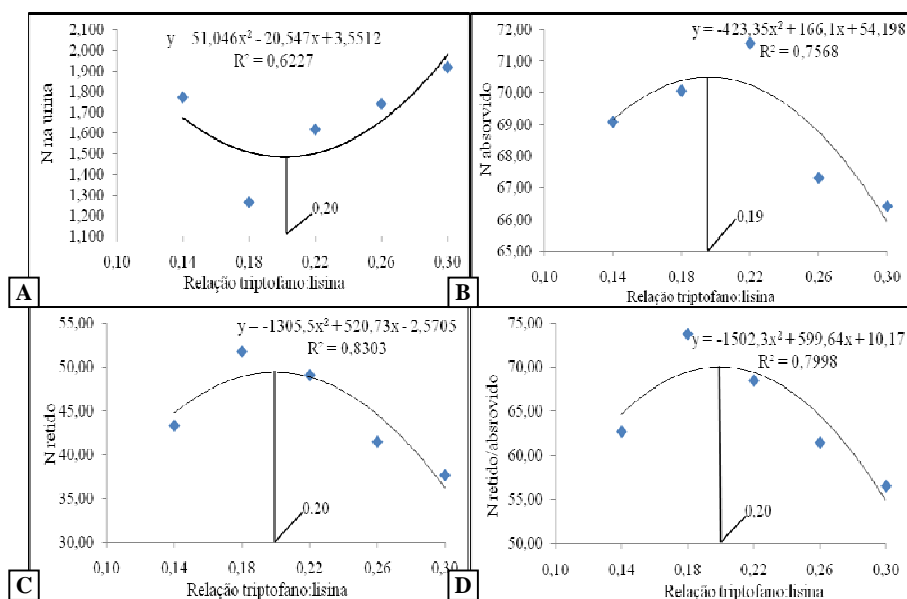 y = 51,046x² - 20,547x + 3,5512
R² = 0,6227
N na urina
2,100
2,000
1,900
1,800
1,700
1,600
1,500
1,400
1,300
1,200
1,100
0,20
0,10 0,14 0,18 0,22 0,26 0,30
Relação triptofano:lisina
A
y = -423,35x² + 166,1x + 54,198
R² = 0,7568
N absorvido
72,00
71,00
70,00
69,00
68,00
67,00
66,00
65,00
0,19
0,10 0,14 0,18 0,22 0,26 0,30
Relação triptofano:lisina
B
y = -1305,5x² + 520,73x - 2,5705
R² = 0,8303
N retido
55,00
50,00
45,00
40,00
35,00
30,00
0,20
0,10 0,14 0,18 0,22 0,26 0,30
Relação triptofano:lisina
C
y = -1502,3x² + 599,64x + 10,17
R² = 0,7998
N retido/absrovido
75,00
70,00
65,00
60,00
55,00
50,00
0,20
0,10 0,14 0,18 0,22 0,26 0,30
Relação triptofano:lisina
D